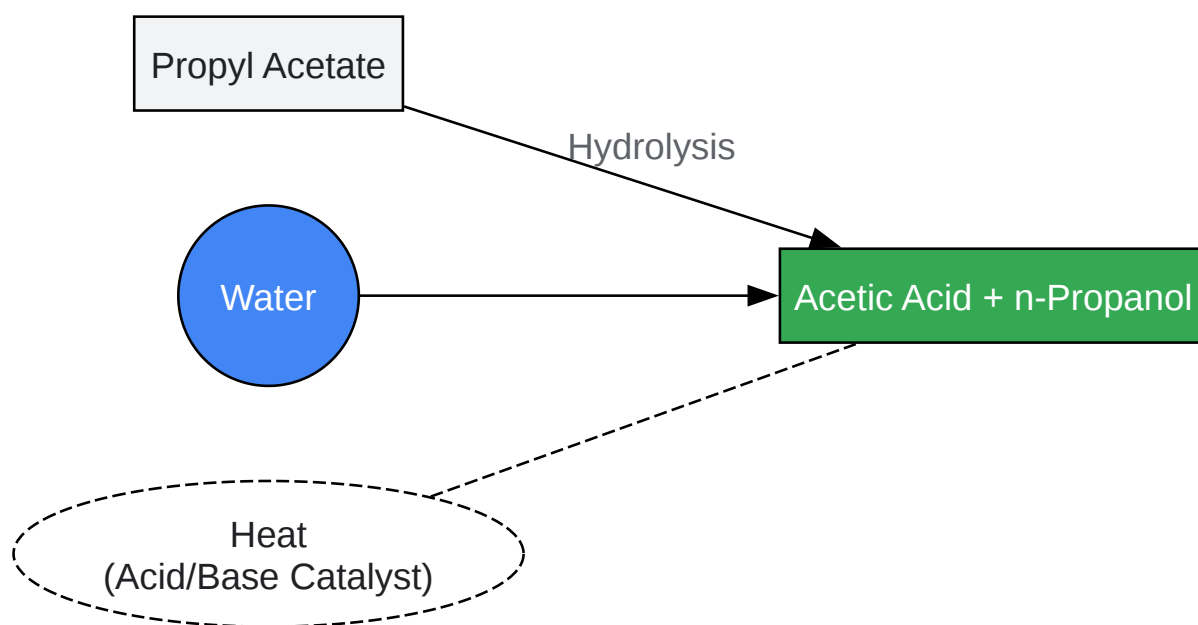 Propyl Acetate
Hydrolysis
Water
Acetic Acid + n-Propanol
Heat
(Acid/Base Catalyst)